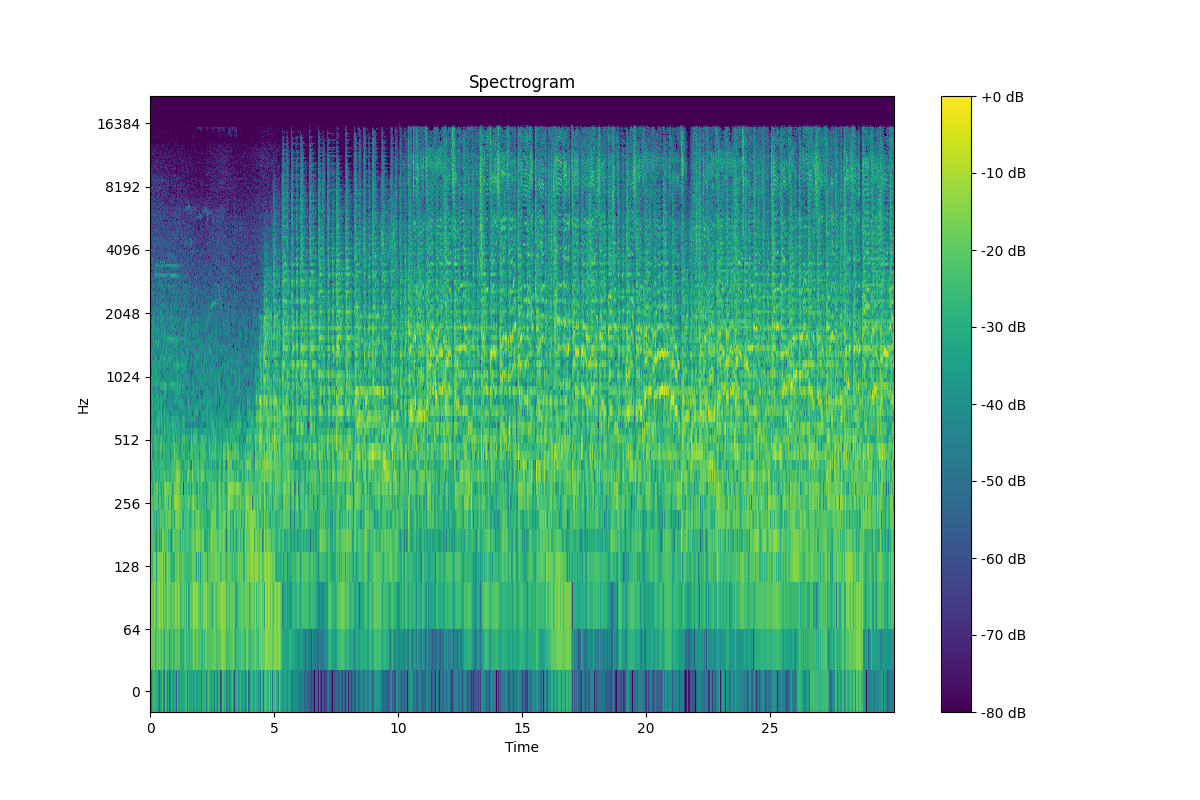 Spectrogram
16384
8192
4096
2048
1024
512
256
128
64
0
Hz
0
5
10
15
20
25
Time
+0 dB
-10 dB
-20 dB
-30 dB
-40 dB
-50 dB
-60 dB
-70 dB
-80 dB